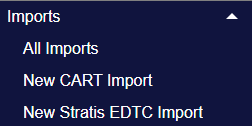 Imports
All Imports
New CART Import
New Stratis EDTC Import